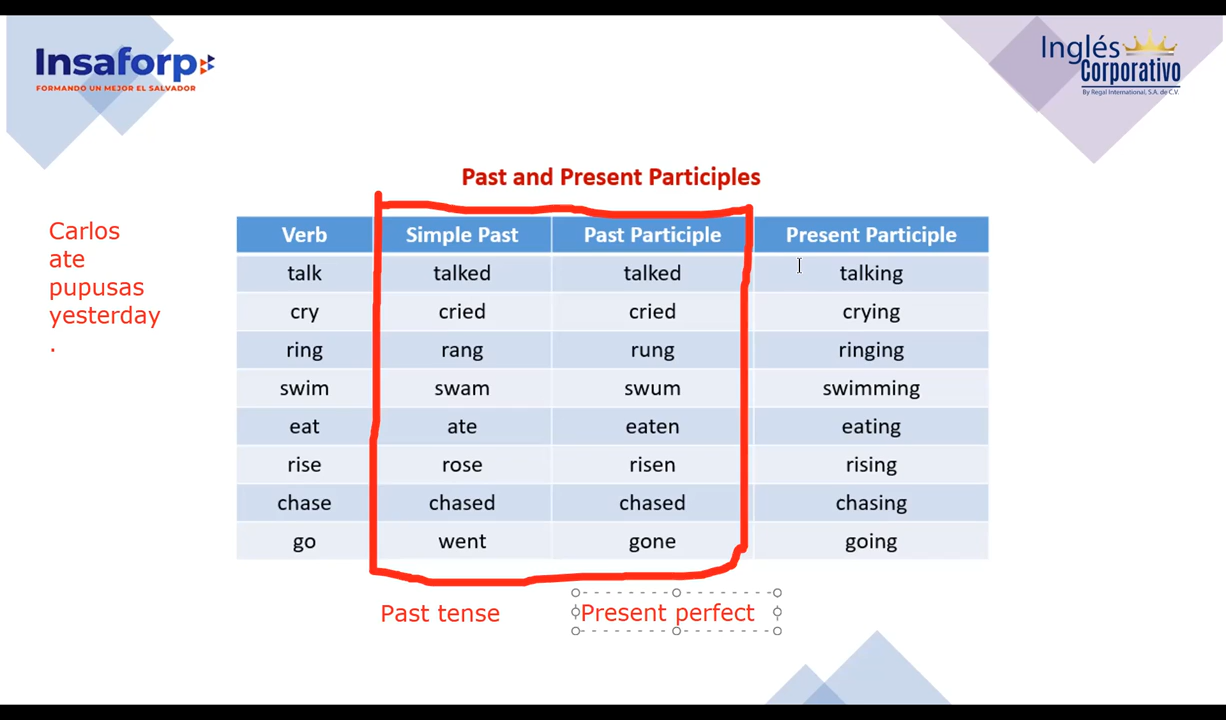 Insaforp
FORMANDO UN MEJOR EL SALVADOR
Inglés
Corporativo
By Regal International, S.A. de C.V.
Past and Present Participles
Carlos
ate
pupusas
yesterday
.
Verb Simple Past Past Participle Present Participle
talk talked talked talking
cry cried cried crying
ring rang rung ringing
swim swam swum swimming
eat ate eaten eating
rise rose risen rising
chase chased chased chasing
go went gone going
Past tense Present perfect